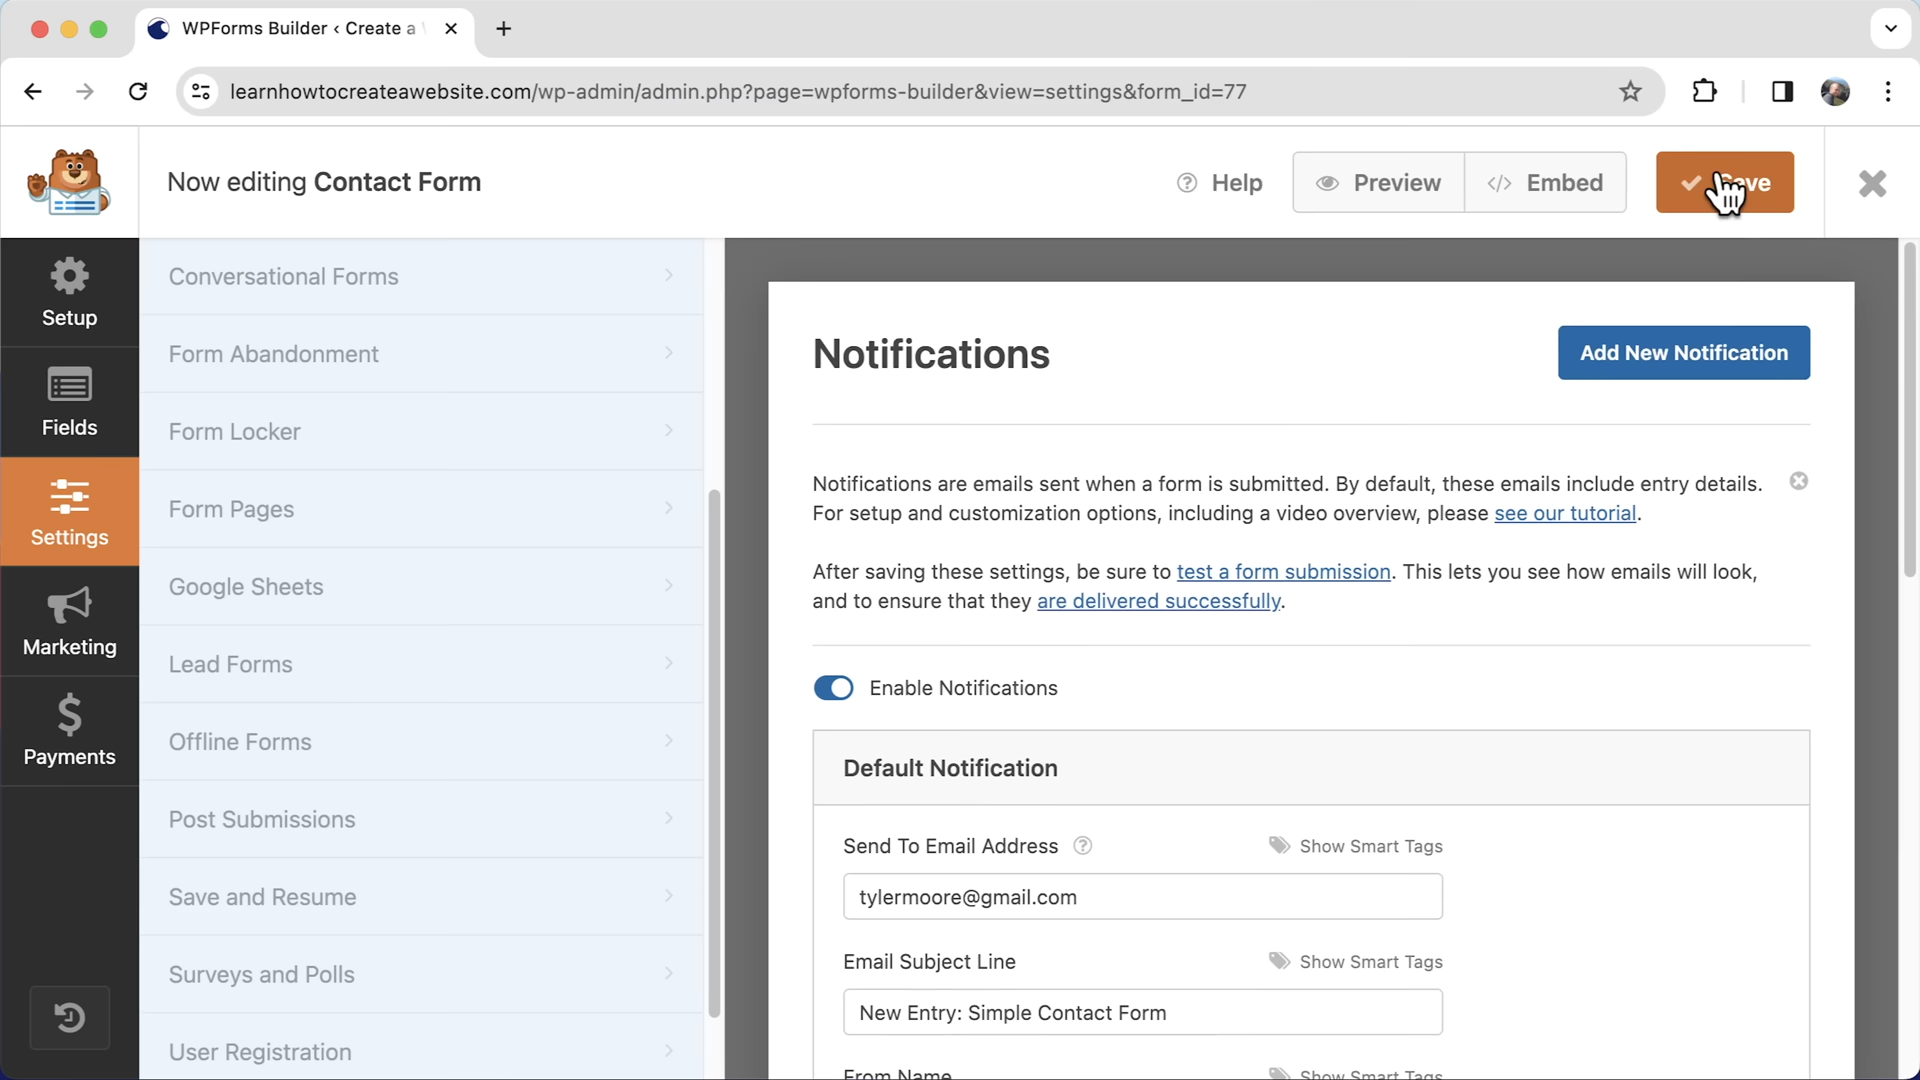 WPForms Builder ‹ Create a
learnhowtocreateawebsite.com/wp-admin/admin.php?page=wpforms-builder&view=settings&form_id=77
Now editing Contact Form
Help
Preview
Embed
Setup
Fields
Settings
Marketing
Payments
Conversational Forms
Form Abandonment
Form Locker
Form Pages
Google Sheets
Lead Forms
Offline Forms
Post Submissions
Save and Resume
Surveys and Polls
User Registration
Notifications
Add New Notification
Notifications are emails sent when a form is submitted. By default, these emails include entry details.
For setup and customization options, including a video overview, please see our tutorial.
After saving these settings, be sure to test a form submission. This lets you see how emails will look,
and to ensure that they are delivered successfully.
Enable Notifications
Default Notification
Send To Email Address
Show Smart Tags
tylermoore@gmail.com
Email Subject Line
Show Smart Tags
New Entry: Simple Contact Form
From Name
Show Smart Tags